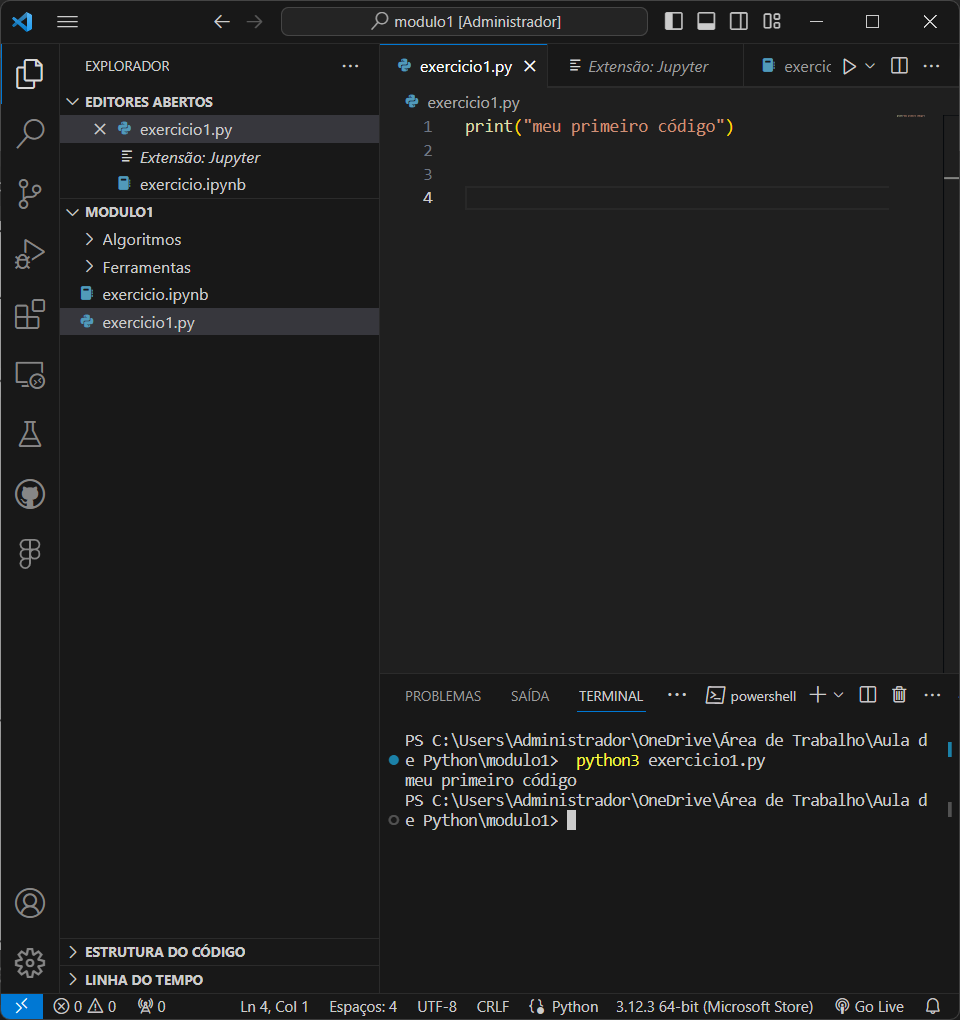 modulo1 [Administrador]
EXPLORADOR
EDITORES ABERTOS
exercicio1.py
Extensão: Jupyter
exercicio.ipynb
MODULO1
Algoritmos
Ferramentas
exercicio.ipynb
exercicio1.py
ESTRUTURA DO CÓDIGO
LINHA DO TEMPO
exercicio1.py Extensão: Jupyter exercic
exercicio1.py
1 print("meu primeiro código")
2
3
4
PROBLEMAS SAÍDA TERMINAL powershell
PS C:\Users\Administrador\OneDrive\Área de Trabalho\Aula d
e Python\modulo1> python3 exercicio1.py
meu primeiro código
PS C:\Users\Administrador\OneDrive\Área de Trabalho\Aula d
e Python\modulo1>
0 0 0 Ln 4, Col 1 Espaços: 4 UTF-8 CRLF Python 3.12.3 64-bit (Microsoft Store) Go Live